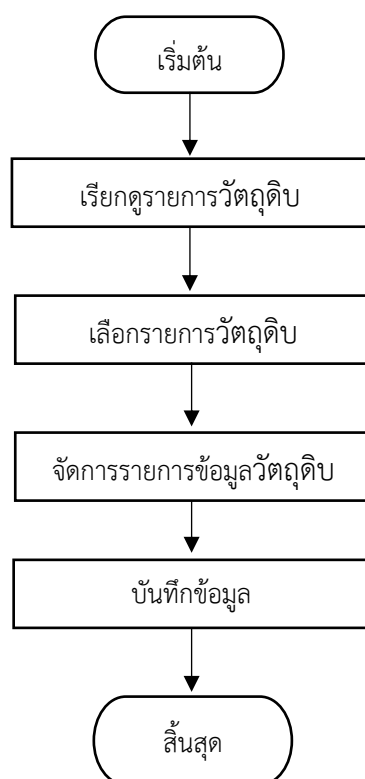 เริ่มต้น
เรียกดูรายการวัตถุดิบ
เลือกรายการวัตถุดิบ
จัดการรายการข้อมูลวัตถุดิบ
บันทึกข้อมูล
สิ้นสุด